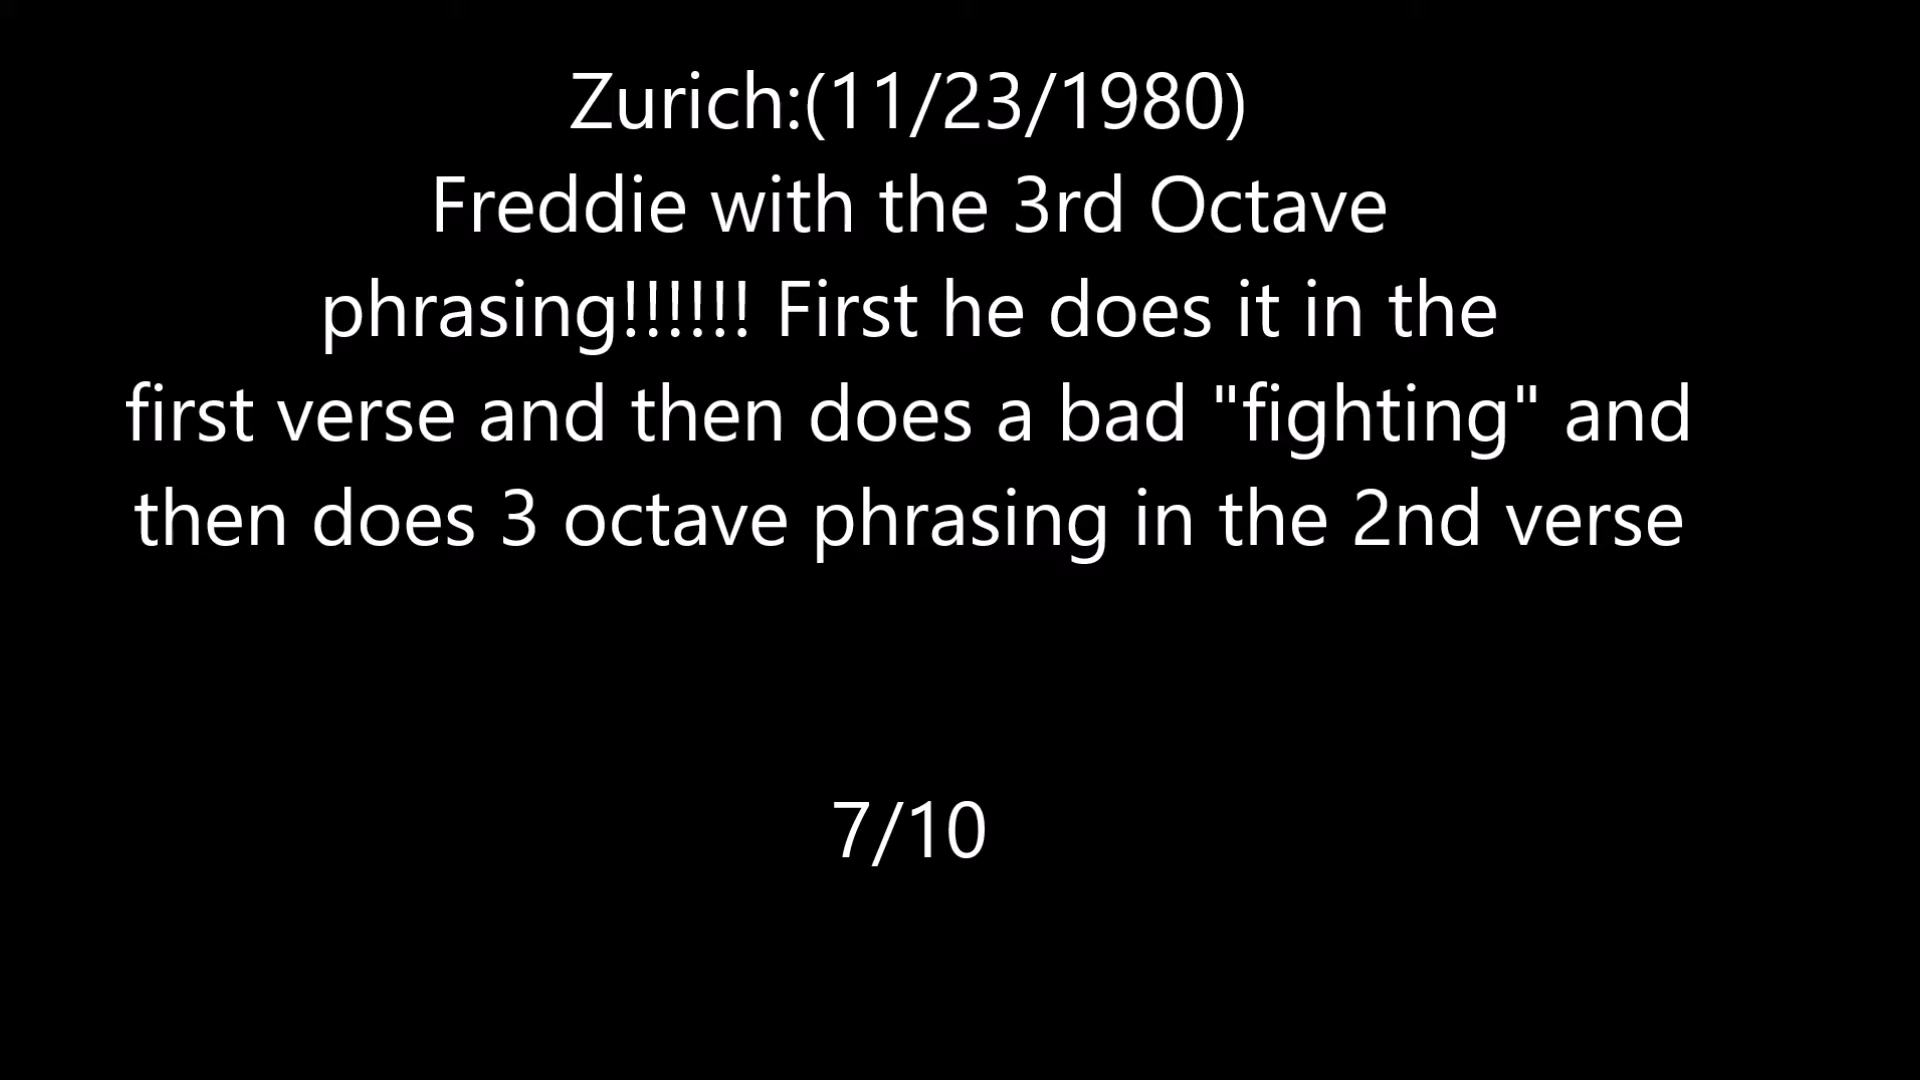 Zurich:(11/23/1980)
Freddie with the 3rd Octave
phrasing!!!!!! First he does it in the
first verse and then does a bad "fighting" and
then does 3 octave phrasing in the 2nd verse
7/10